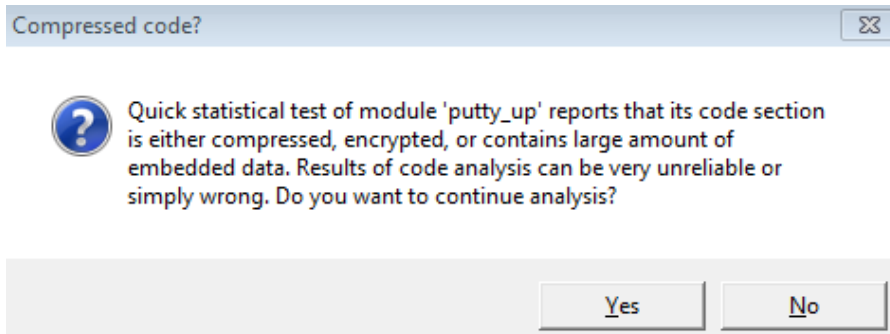 Compressed code?
Quick statistical test of module 'putty_up' reports that its code section
is either compressed, encrypted, or contains large amount of
embedded data. Results of code analysis can be very unreliable or
simply wrong. Do you want to continue analysis?
Yes
No